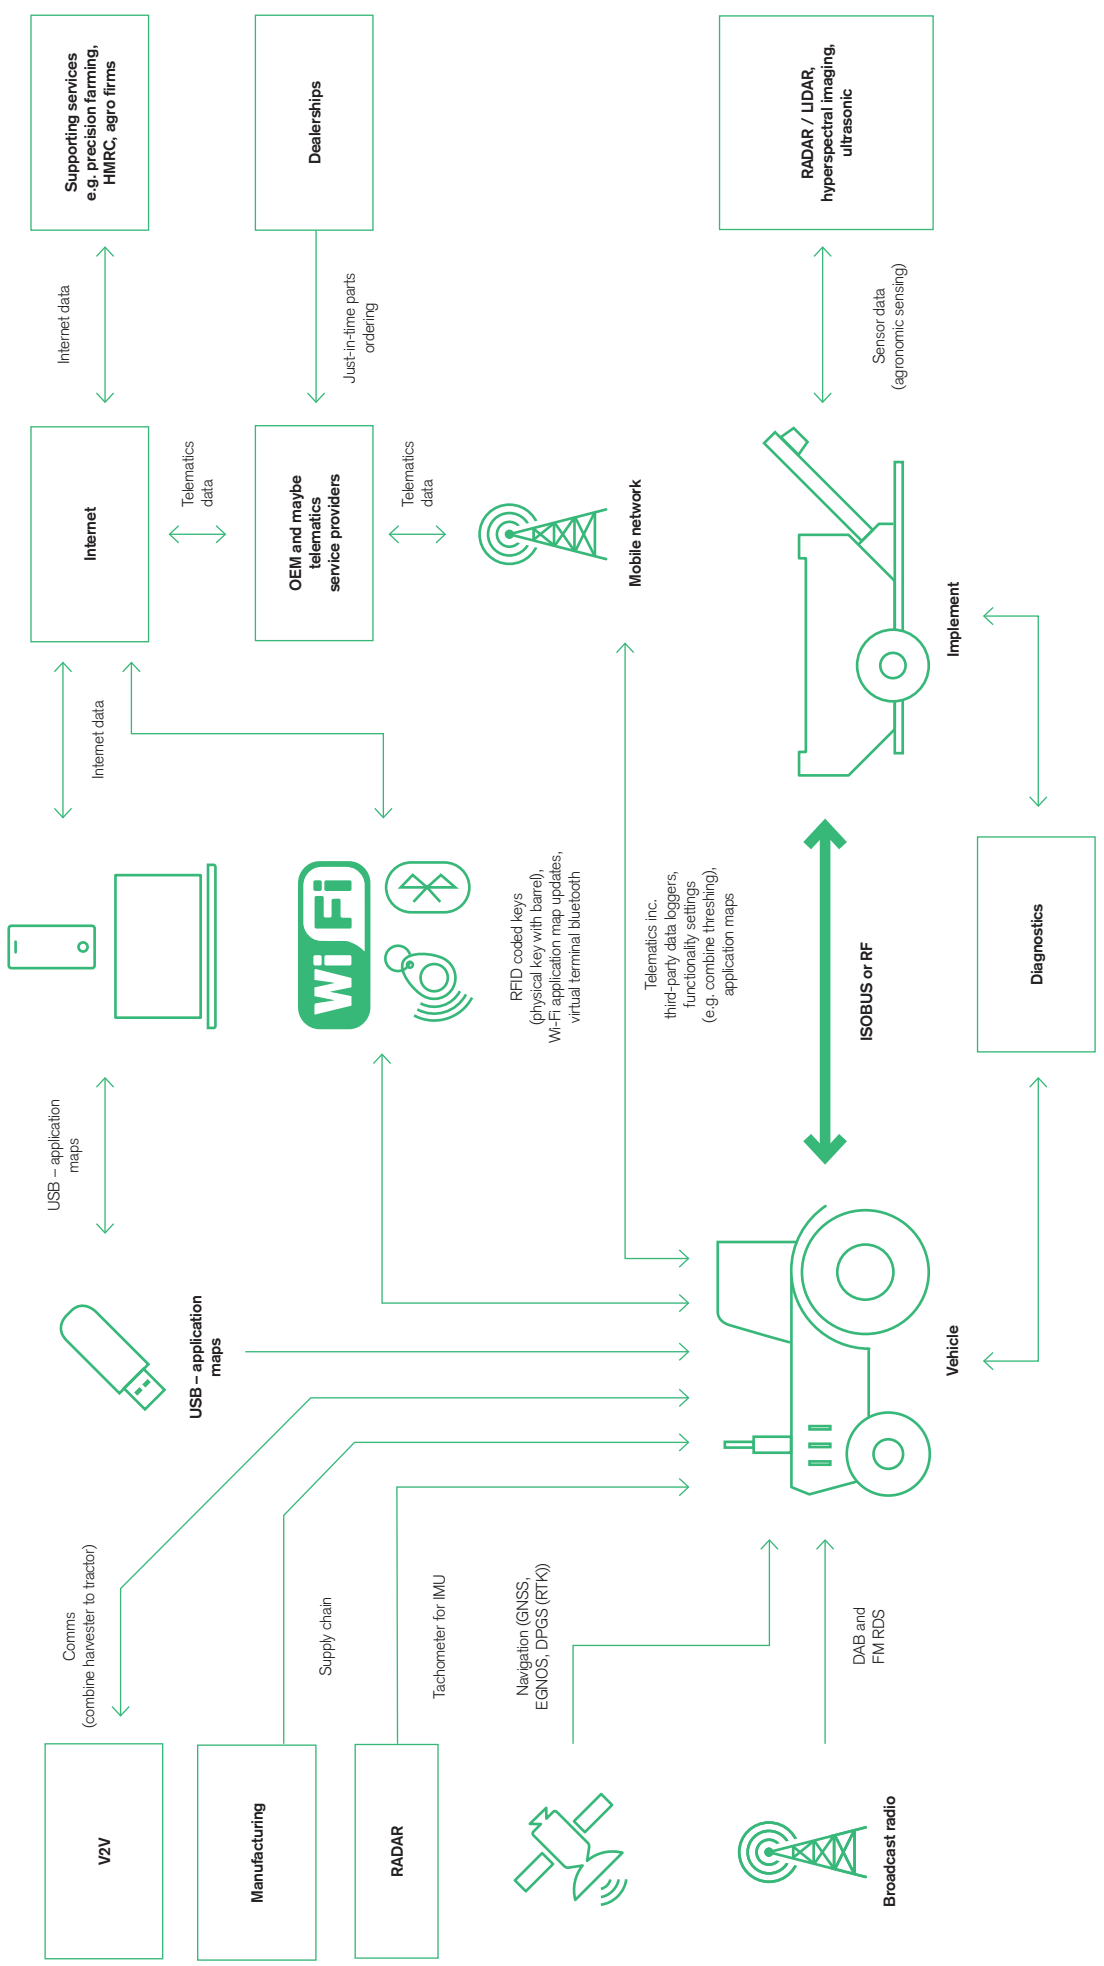 V2V
Comms
(combine harvester to tractor)
Manufacturing
Supply chain
RADAR
Tachometer for IMU
Navigation (GNSS,
EGNOS, DPGS (RTK))
Broadcast radio
DAB and
FM RDS
USB – application
maps
USB – application
maps
Vehicle
WiFi
RFID coded keys
(physical key with barrel),
Wi-Fi application map updates,
virtual terminal bluetooth
Telematics inc.
third-party data loggers,
functionality settings
(e.g. combine threshing),
application maps
ISOBUS or RF
Diagnostics
Internet data
Internet
Telematics
data
OEM and maybe
telematics
service providers
Telematics
data
Mobile network
Implement
Internet data
Just-in-time parts
ordering
Sensor data
(agronomic sensing)
Supporting services
e.g. precision farming,
HMRC, agro firms
Dealerships
RADAR / LIDAR,
hyperspectral imaging,
ultrasonic